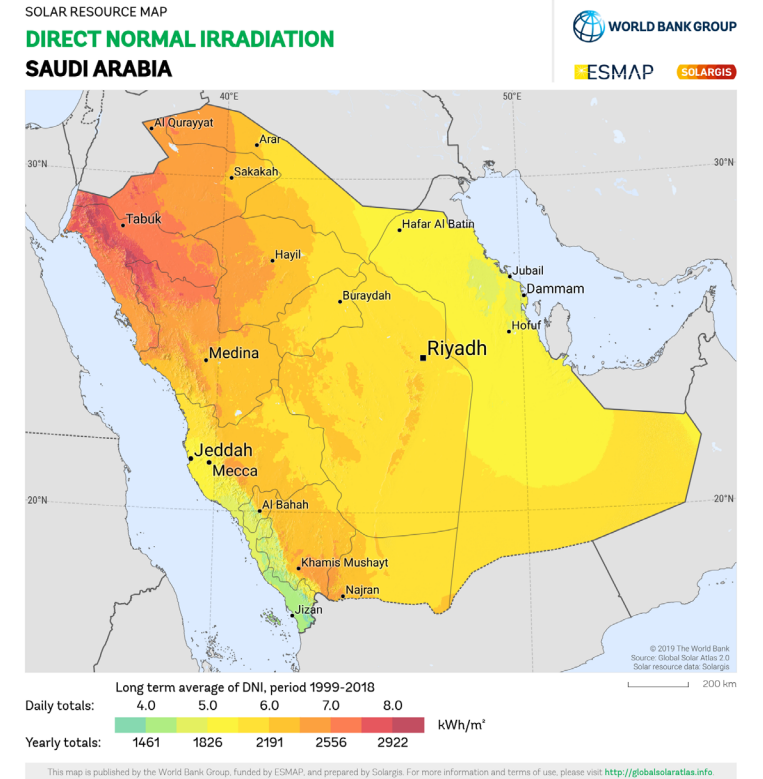 SOLAR RESOURCE MAP
DIRECT NORMAL IRRADIATION
SAUDI ARABIA
WORLD BANK GROUP
ESMAP
SOLARGIS
40°E
50°E
Al Qurayyat
Arar
30°N
30°N
Sakakah
Tabuk
Hafar Al Batin
Hayil
Jubail
Dammam
Buraydah
Hofuf
Riyadh
Medina
Jeddah
Mecca
20°N
20°N
Al Bahah
Khamis Mushayt
Najran
Jizan
© 2019 The World Bank
Source: Global Solar Atlas 2.0
Solar resource data: Solargis
200 km
Long term average of DNI, period 1999-2018
Daily totals: 4.0 5.0 6.0 7.0 8.0
kWh/m²
Yearly totals: 1461 1826 2191 2556 2922
This map is published by the World Bank Group, funded by ESMAP, and prepared by Solargis. For more information and terms of use, please visit http://globalsolaratlas.info.